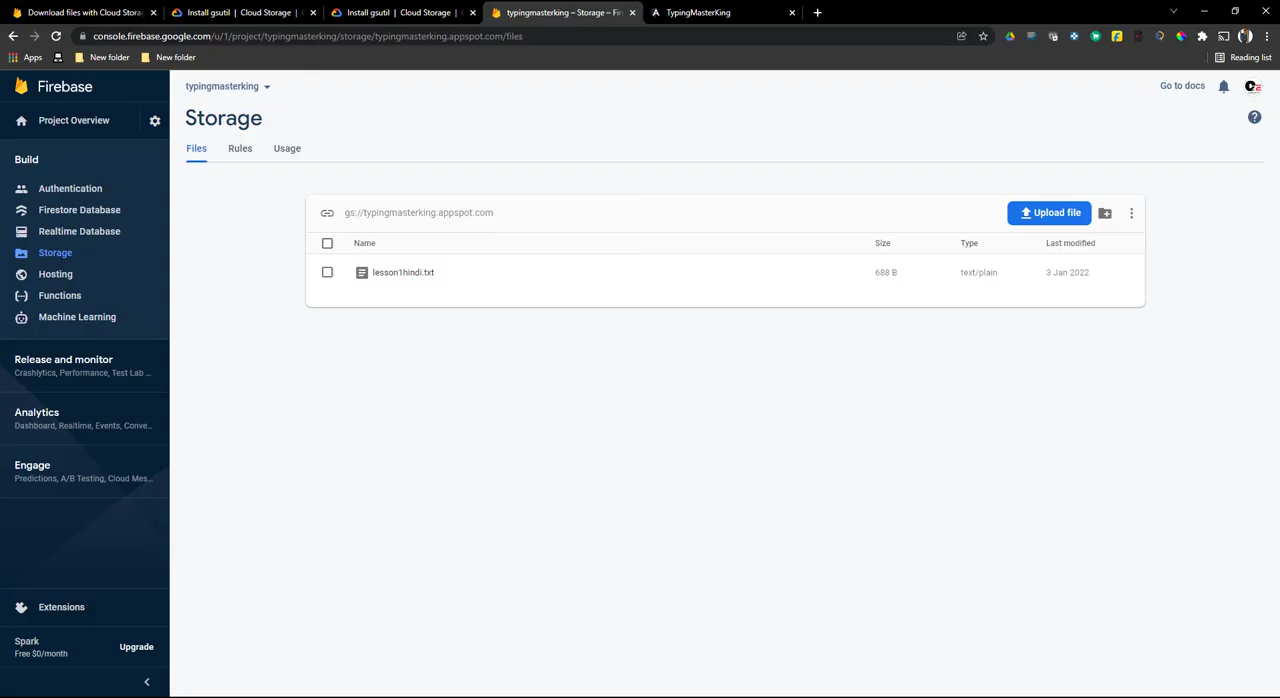 Download files with Cloud Storag
Install gsutil | Cloud Storage |
Install gsutil | Cloud Storage |
typingmasterking – Storage – Fi
TypingMasterKing
console.firebase.google.com/u/1/project/typingmasterking/storage/typingmasterking.appspot.com/files
Apps
New folder
New folder
Reading list
Firebase
typingmasterking
Go to docs
Project Overview
Storage
Files
Rules
Usage
Build
Authentication
Firestore Database
Realtime Database
Storage
Hosting
Functions
Machine Learning
gs://typingmasterking.appspot.com
Upload file
Name
Size
Type
Last modified
lesson1hindi.txt
688 B
text/plain
3 Jan 2022
Release and monitor
Crashlytics, Performance, Test Lab ...
Analytics
Dashboard, Realtime, Events, Conve...
Engage
Predictions, A/B Testing, Cloud Mes...
Extensions
Spark
Free $0/month
Upgrade